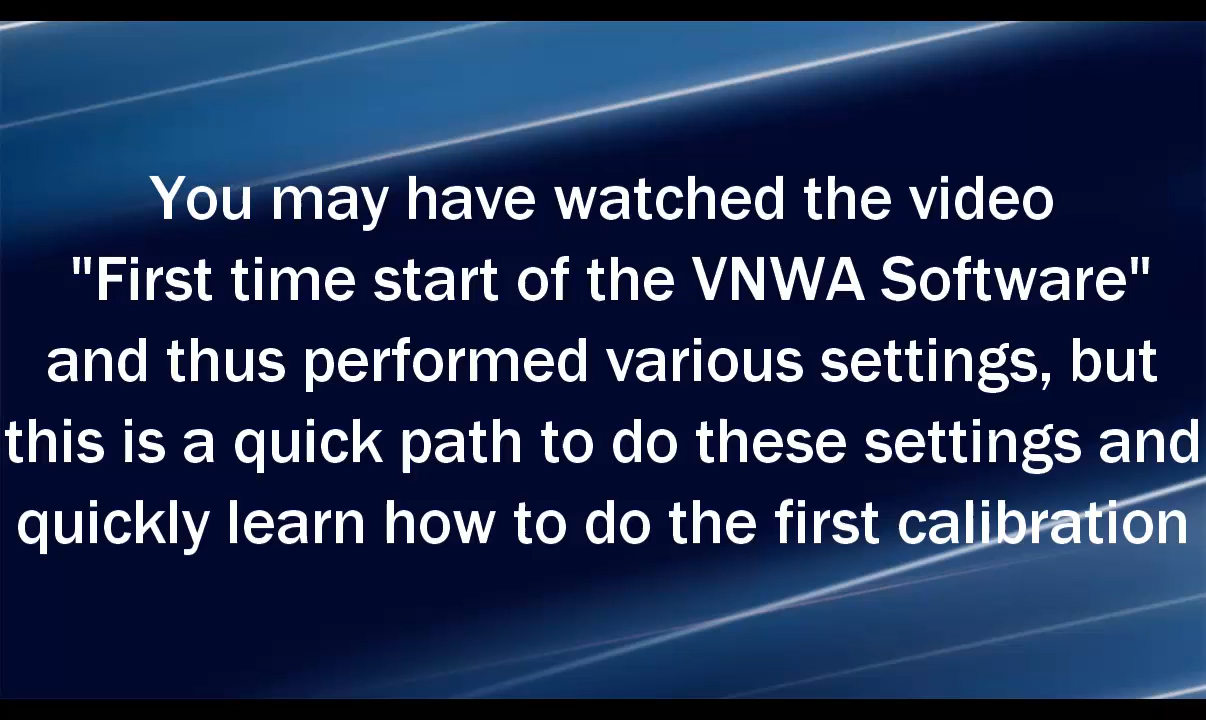 You may have watched the video
"First time start of the VNWA Software"
and thus performed various settings, but
this is a quick path to do these settings and
quickly learn how to do the first calibration